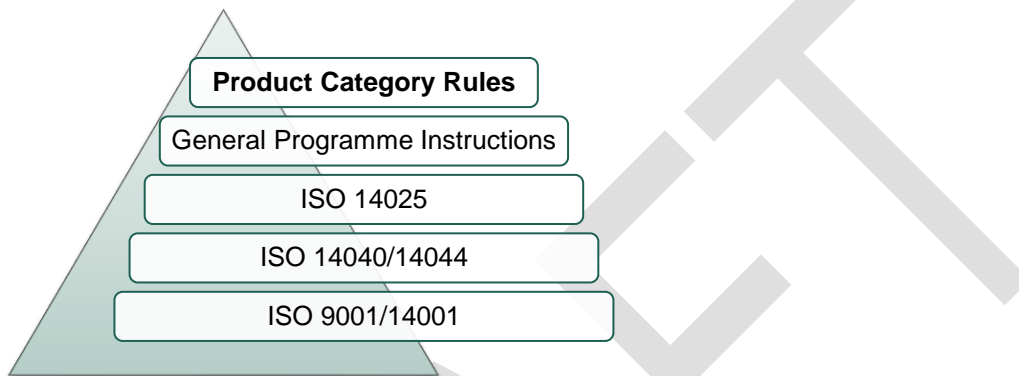 Product Category Rules
General Programme Instructions
ISO 14025
ISO 14040/14044
ISO 9001/14001